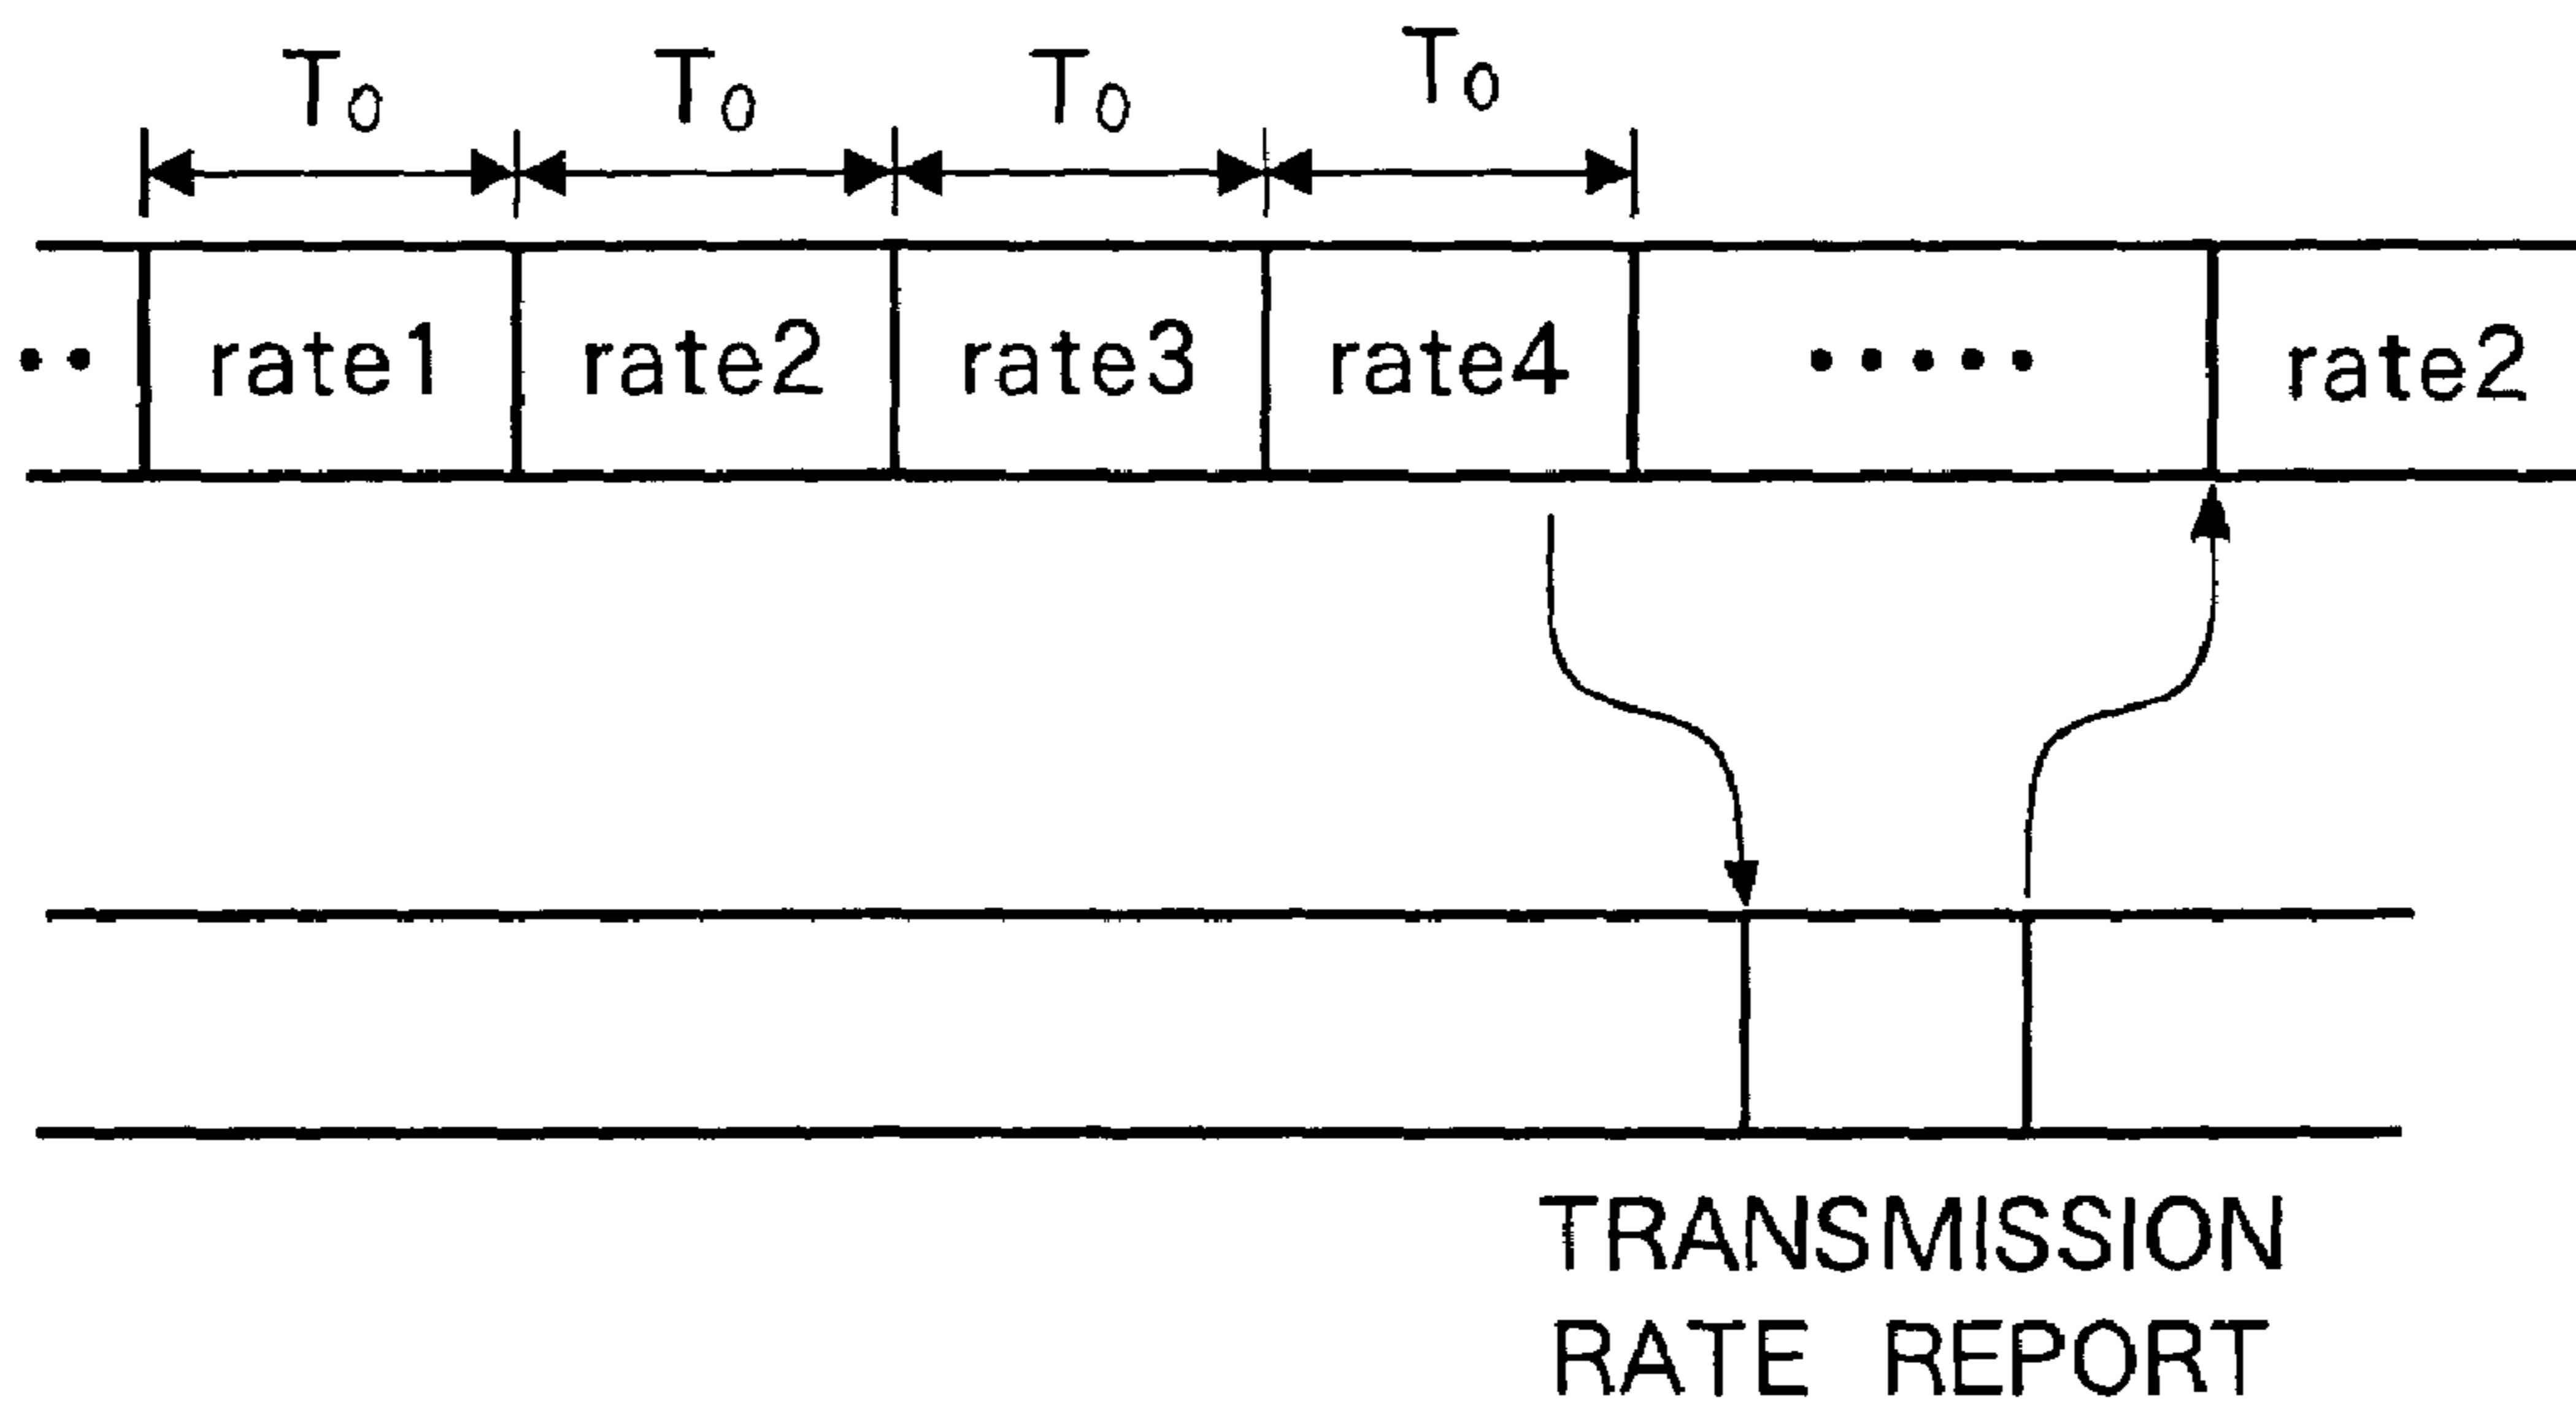 T0 T0 T0 T0
•• rate1 rate2 rate3 rate4 ••••• rate2
TRANSMISSION
RATE REPORT